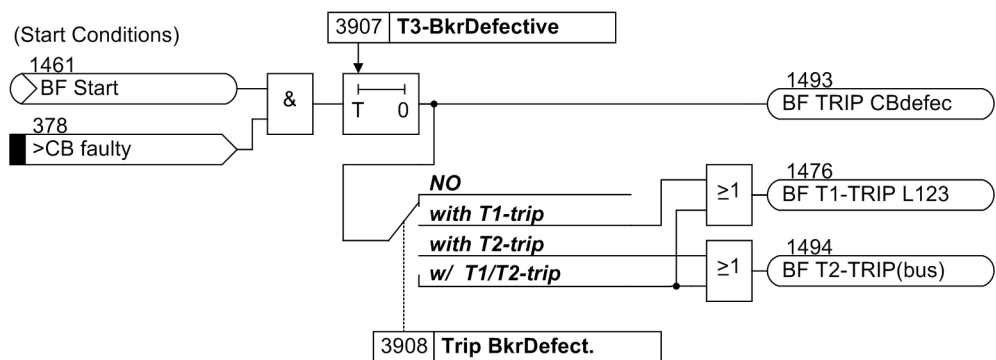 3907 T3-BkrDefective
(Start Conditions)
1461
BF Start
&
T 0
1493
BF TRIP CBdefec
378
>CB faulty
NO
with T1-trip
with T2-trip
w/ T1/T2-trip
≥1
1476
BF T1-TRIP L123
≥1
1494
BF T2-TRIP(bus)
3908 Trip BkrDefect.